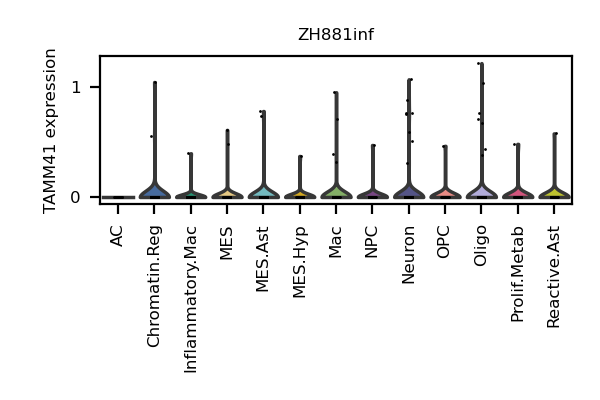 ZH881inf
TAMM41 expression
1
0
AC
Chromatin.Reg
Inflammatory.Mac
MES
MES.Ast
MES.Hyp
Mac
NPC
Neuron
OPC
Oligo
Prolif.Metab
Reactive.Ast